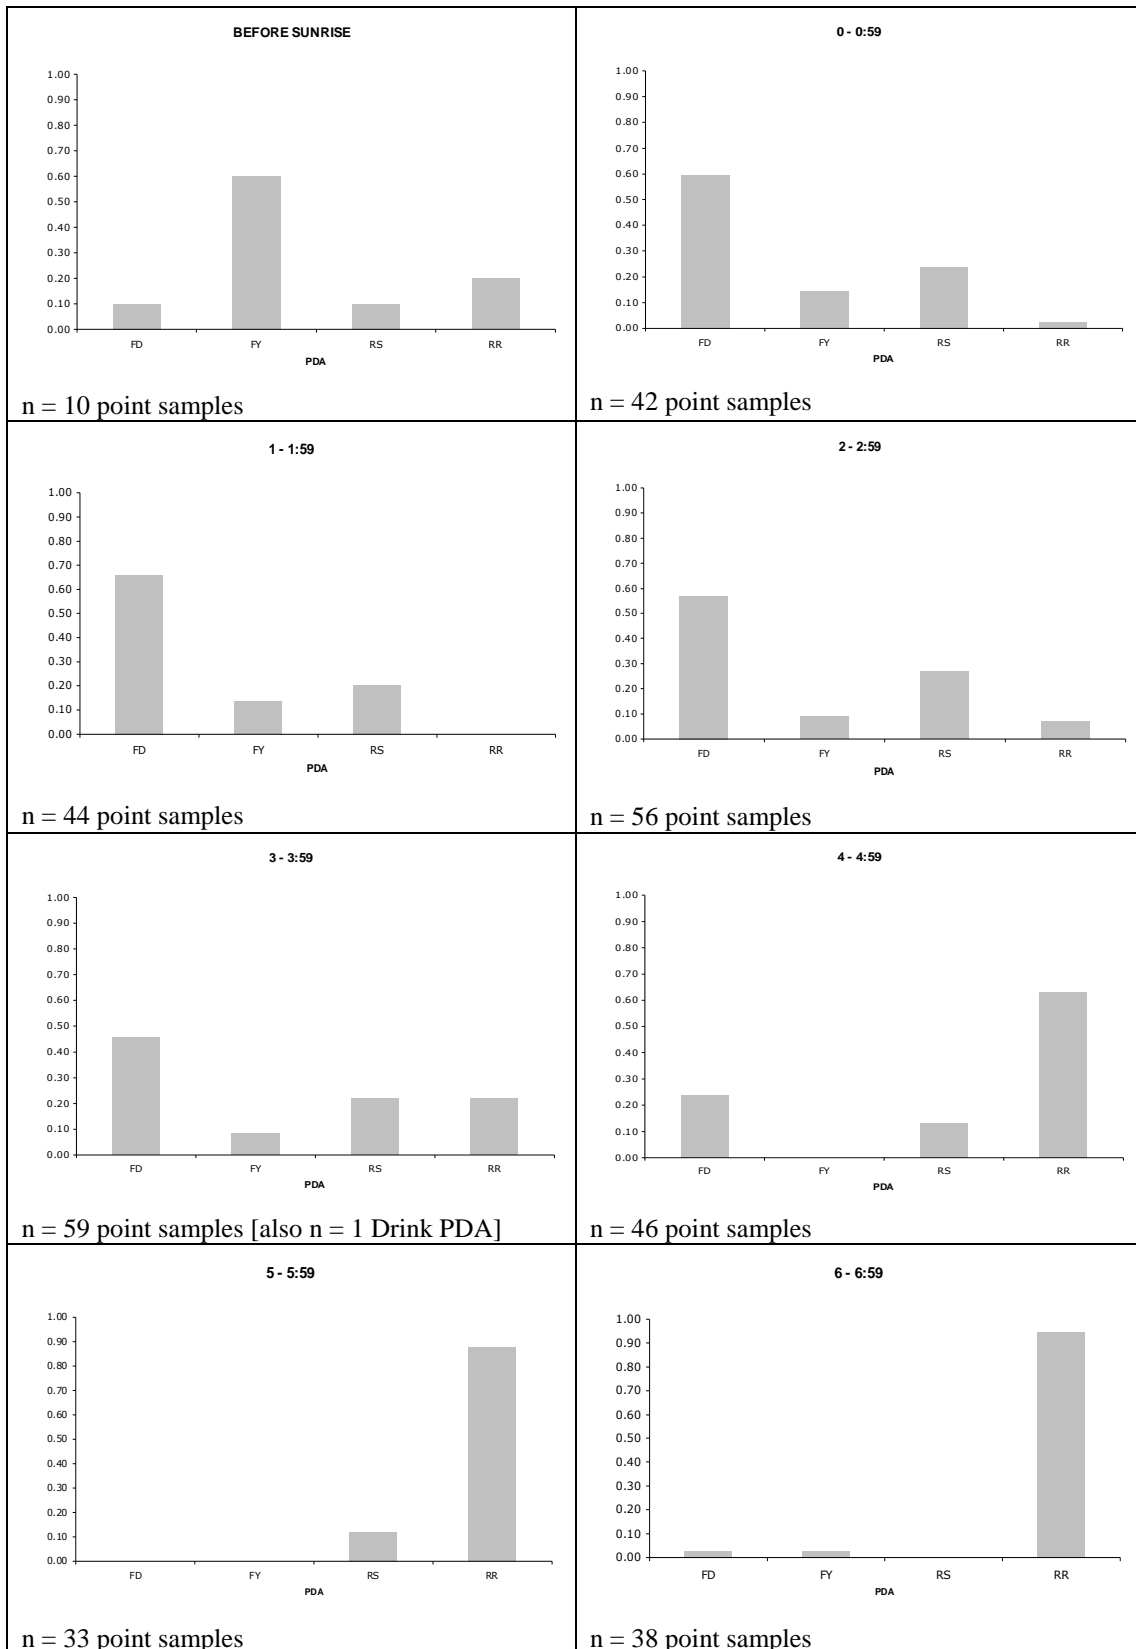 BEFORE SUNRISE
1.00
0.90
0.80
0.70
0.60
0.50
0.40
0.30
0.20
0.10
0.00
FD FY RS RR
PDA
n = 10 point samples
0 - 0:59
1.00
0.90
0.80
0.70
0.60
0.50
0.40
0.30
0.20
0.10
0.00
FD FY RS RR
PDA
n = 42 point samples
1 - 1:59
1.00
0.90
0.80
0.70
0.60
0.50
0.40
0.30
0.20
0.10
0.00
FD FY RS RR
PDA
n = 44 point samples
2 - 2:59
1.00
0.90
0.80
0.70
0.60
0.50
0.40
0.30
0.20
0.10
0.00
FD FY RS RR
PDA
n = 56 point samples
3 - 3:59
1.00
0.90
0.80
0.70
0.60
0.50
0.40
0.30
0.20
0.10
0.00
FD FY RS RR
PDA
n = 59 point samples [also n = 1 Drink PDA]
4 - 4:59
1.00
0.90
0.80
0.70
0.60
0.50
0.40
0.30
0.20
0.10
0.00
FD FY RS RR
PDA
n = 46 point samples
5 - 5:59
1.00
0.90
0.80
0.70
0.60
0.50
0.40
0.30
0.20
0.10
0.00
FD FY RS RR
PDA
n = 33 point samples
6 - 6:59
1.00
0.90
0.80
0.70
0.60
0.50
0.40
0.30
0.20
0.10
0.00
FD FY RS RR
PDA
n = 38 point samples